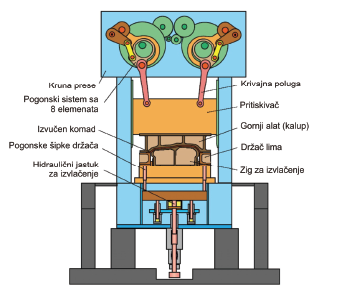 Kruna prese
Pogonski sistem sa
8 elemenata
Izvučen komad
Pogonske šipke držača
Hidraulični jastuk
za izvlačenje
Krivajna poluga
Pritiskivač
Gornji alat (kalup)
Držač lima
Zig za izvlačenje